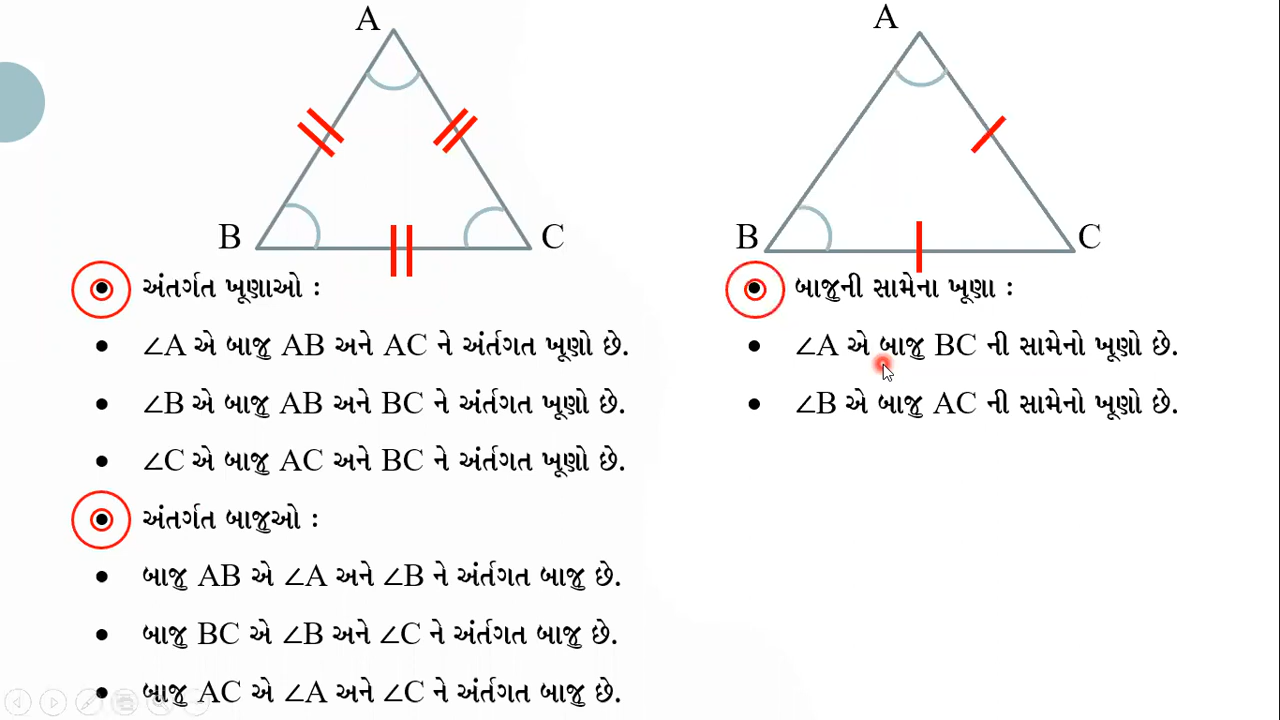 A
B
C
અંતર્ગત ખૂણાઓ :
∠A એ બાજુ AB અને AC ને અંર્તગત ખૂણો છે.
∠B એ બાજુ AB અને BC ને અંર્તગત ખૂણો છે.
∠C એ બાજુ AC અને BC ને અંર્તગત ખૂણો છે.
અંતર્ગત બાજુઓ :
બાજુ AB એ ∠A અને ∠B ને અંર્તગત બાજુ છે.
બાજુ BC એ ∠B અને ∠C ને અંર્તગત બાજુ છે.
બાજુ AC એ ∠A અને ∠C ને અંર્તગત બાજુ છે.
A
B
C
બાજુની સામેના ખૂણા :
∠A એ બાજુ BC ની સામેનો ખૂણો છે.
∠B એ બાજુ AC ની સામેનો ખૂણો છે.